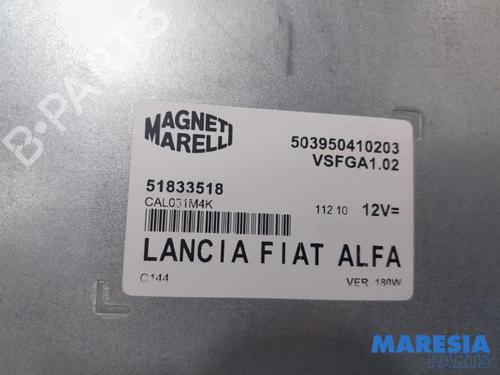 MAGNETI
MARELLI
503950410203
VSFGA1.02
51833518
CAL031M4K
112 10 12V=
LANCIA FIAT ALFA
C144
VER 180W
B-PARTS
MARESIA
PARTS